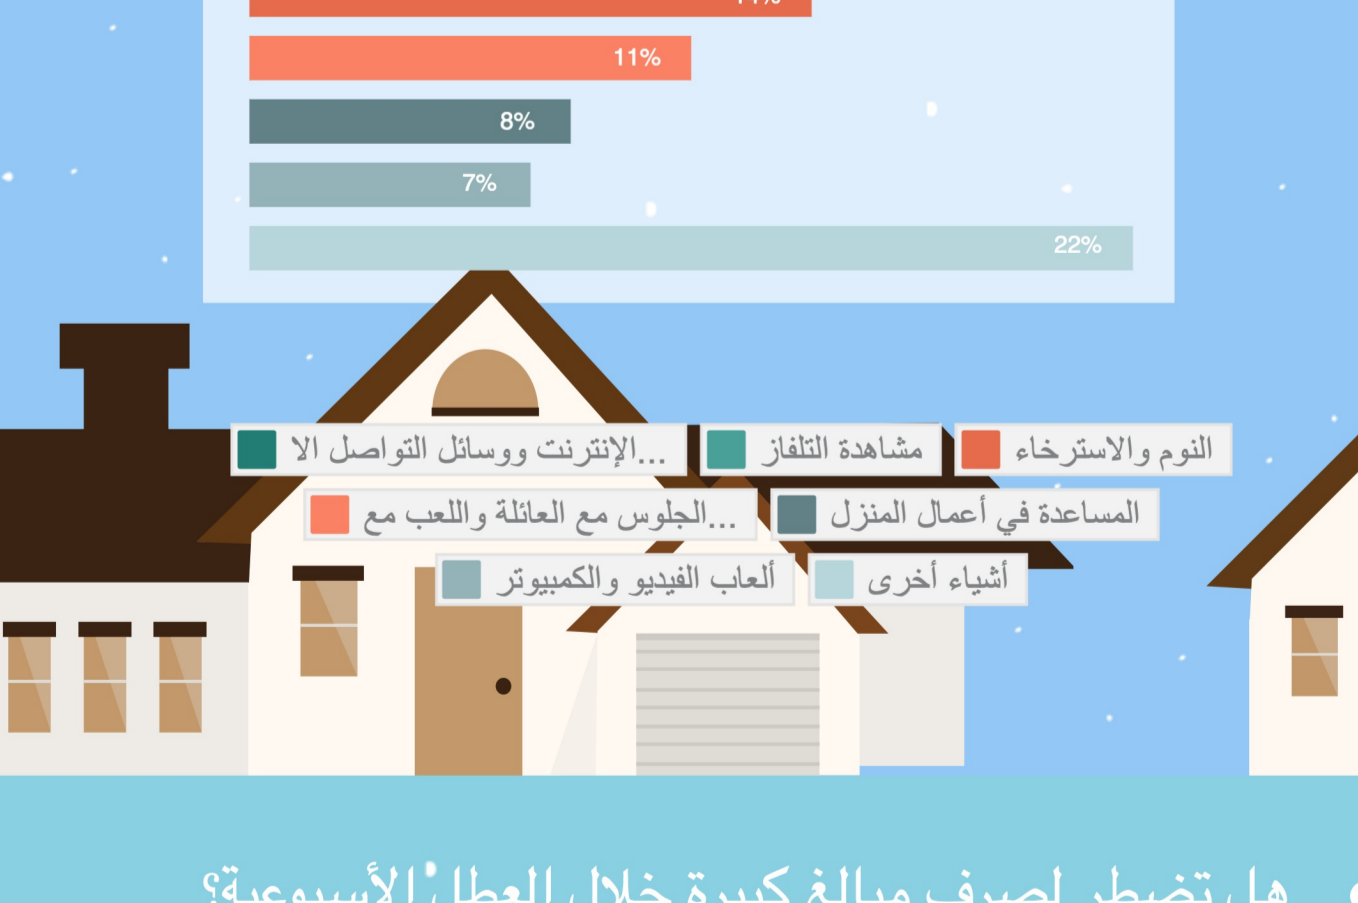 11%
8%
7%
22%
النوم والاسترخاء مشاهدة التلفاز الإنترنت ووسائل التواصل الا...
المساعدة في أعمال المنزل الجلوس مع العائلة واللعب مع...
أشياء أخرى ألعاب الفيديو والكمبيوتر
هل تضطر لصرف مبالغ كبيرة خلال العطل الأسبوعية؟